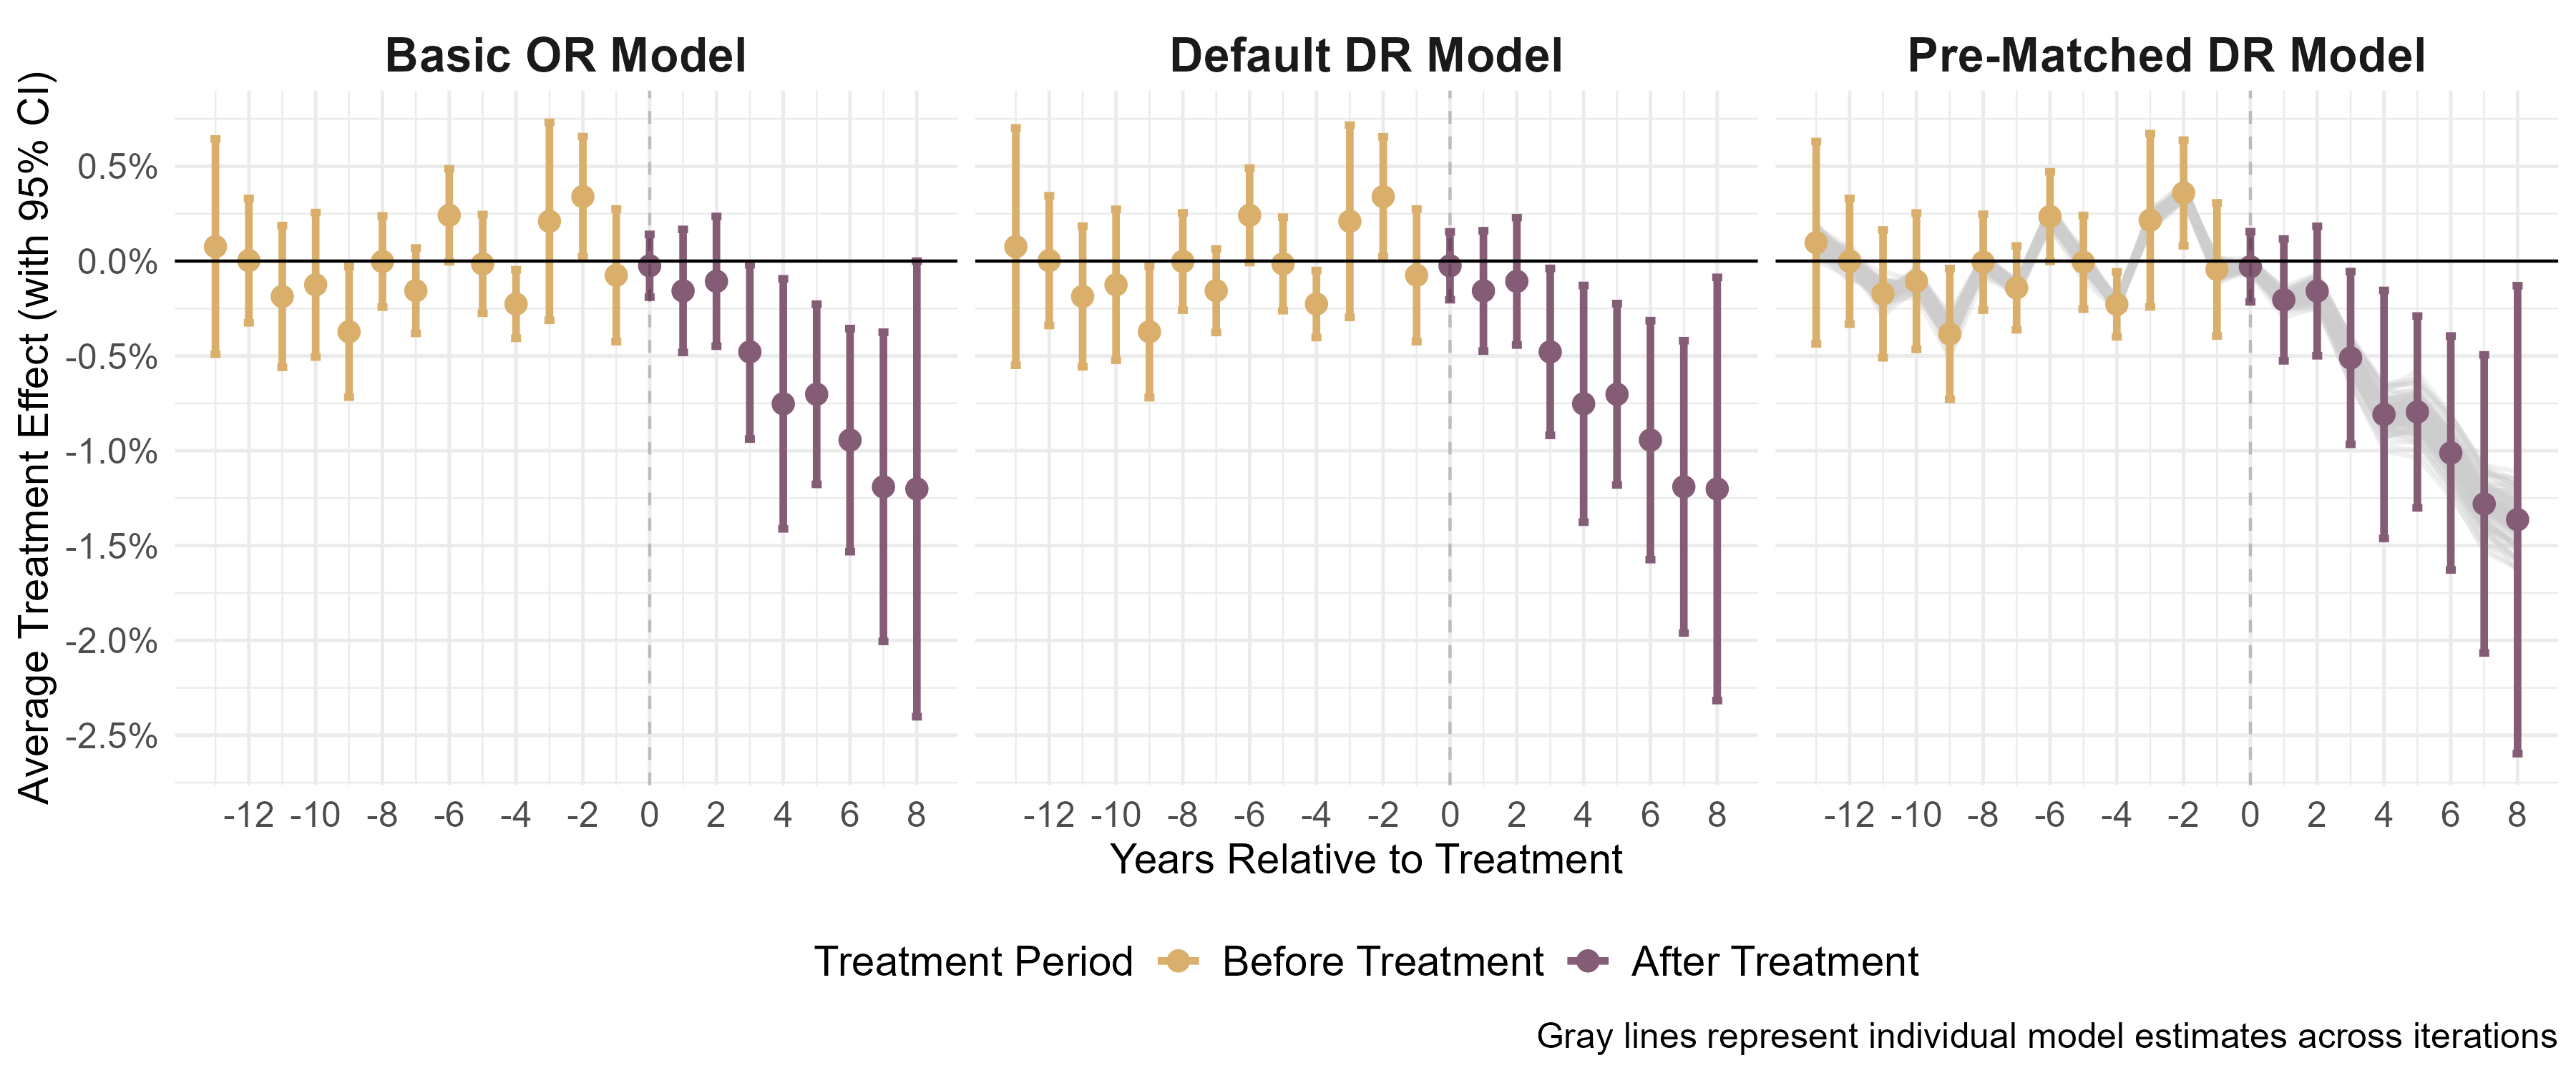 Basic OR Model
Default DR Model
Pre-Matched DR Model
Average Treatment Effect (with 95% CI)
0.5%
0.0%
-0.5%
-1.0%
-1.5%
-2.0%
-2.5%
-12 -10 -8 -6 -4 -2 0 2 4 6 8
-12 -10 -8 -6 -4 -2 0 2 4 6 8
-12 -10 -8 -6 -4 -2 0 2 4 6 8
Years Relative to Treatment
Treatment Period Before Treatment After Treatment
Gray lines represent individual model estimates across iterations